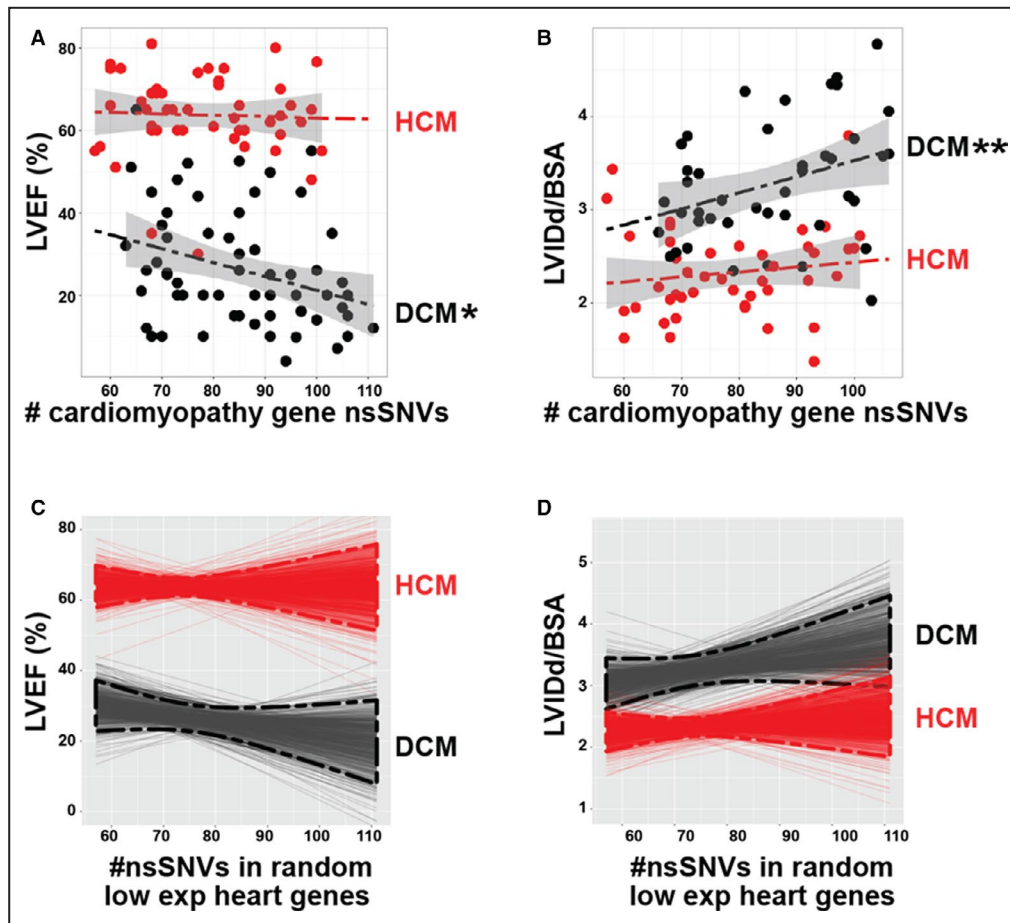 A
LVEF (%)
80
60
40
20
60 70 80 90 100 110
# cardiomyopathy gene nsSNVs
HCM
DCM*
B
LVIDd/BSA
4
3
2
60 70 80 90 100
# cardiomyopathy gene nsSNVs
DCM**
HCM
C
LVEF (%)
80
60
40
20
0
60 70 80 90 100 110
#nsSNVs in random
low exp heart genes
HCM
DCM
D
LVIDd/BSA
5
4
3
2
1
60 70 80 90 100 110
#nsSNVs in random
low exp heart genes
DCM
HCM